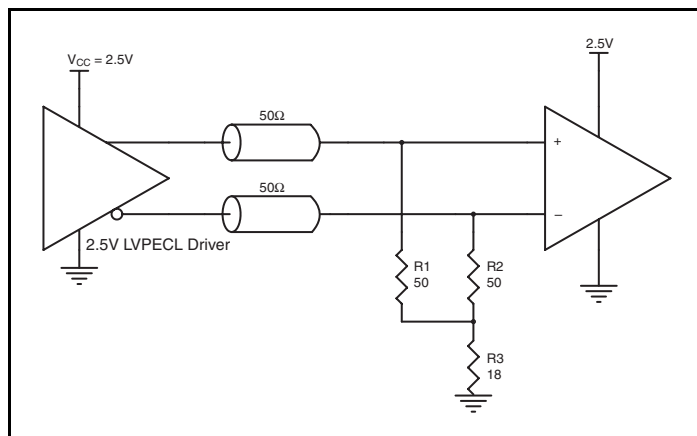 V_CC = 2.5V
2.5V
50Ω
+
50Ω
−
2.5V LVPECL Driver
R1
50
R2
50
R3
18